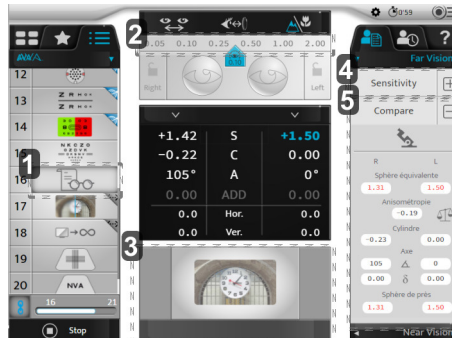 0:59
AVA
12
13
Z R H K V
14
15
N K C Z O
1
16
17
18
→∞
19
20 NVA
16 21
Stop
2
0.05 0.10 0.25 0.50 1.00 2.00
0.10
Right Left
+1.42 S +1.50
−0.22 C 0.00
105° A 0°
0.00 ADD 0.00
0.0 Hor. 0.0
0.0 Ver. 0.0
3
?
Far Vision
4
Sensitivity +
5
Compare −
R L
Sphère équivalente
1.31 1.50
Anisométropie
−0.19
Cylindre
−0.23 0.00
Axe
105 0
0.00 δ 0.00
Sphère de près
1.31 1.50
Near Vision